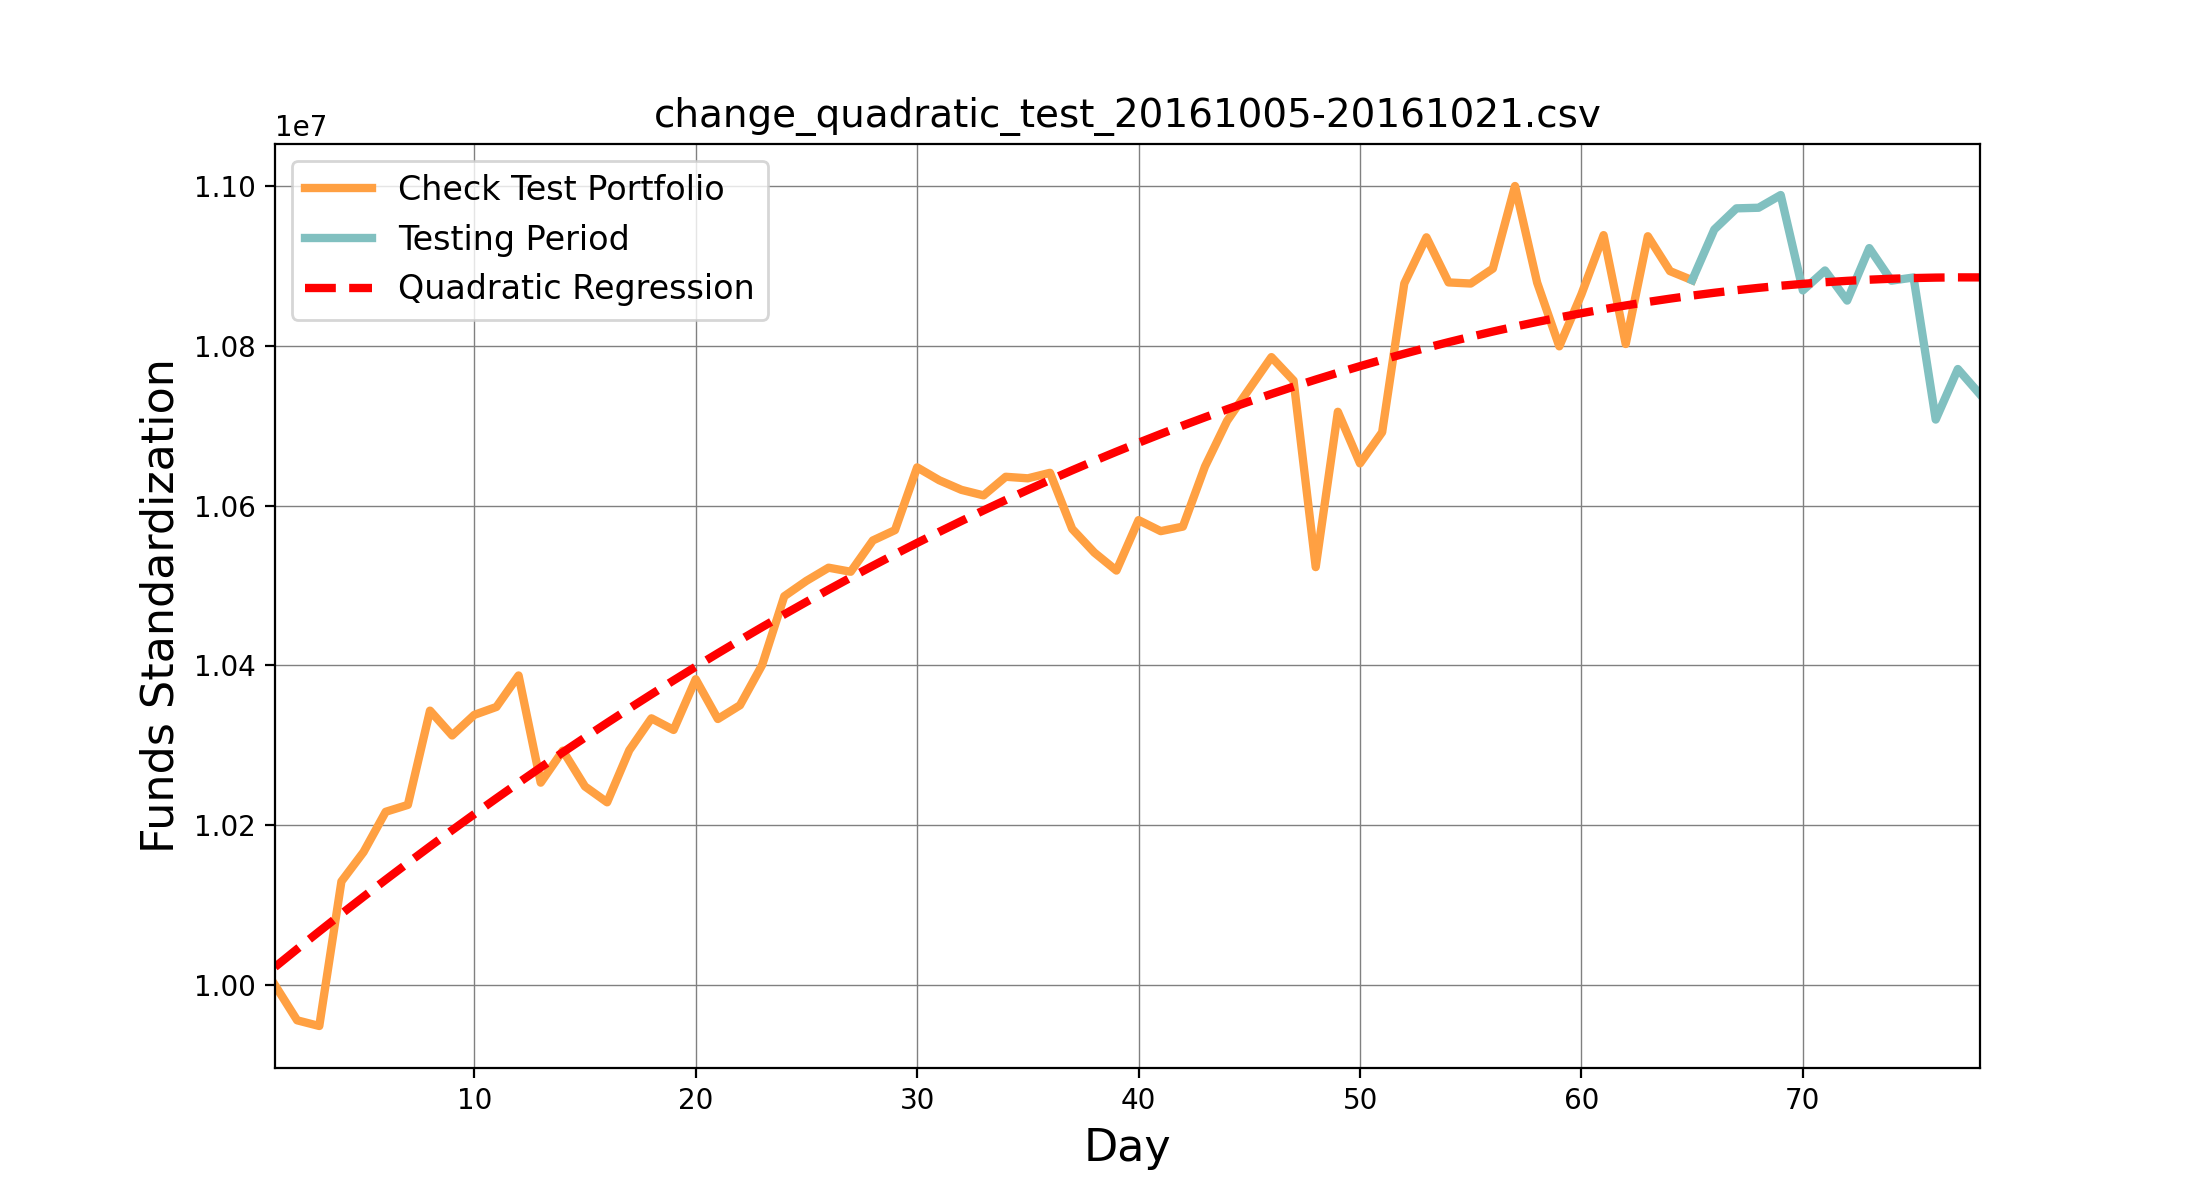 change_quadratic_test_20161005-20161021.csv
1e7
Check Test Portfolio
Testing Period
Quadratic Regression
1.10
1.08
1.06
1.04
1.02
1.00
Funds Standardization
10 20 30 40 50 60 70
Day